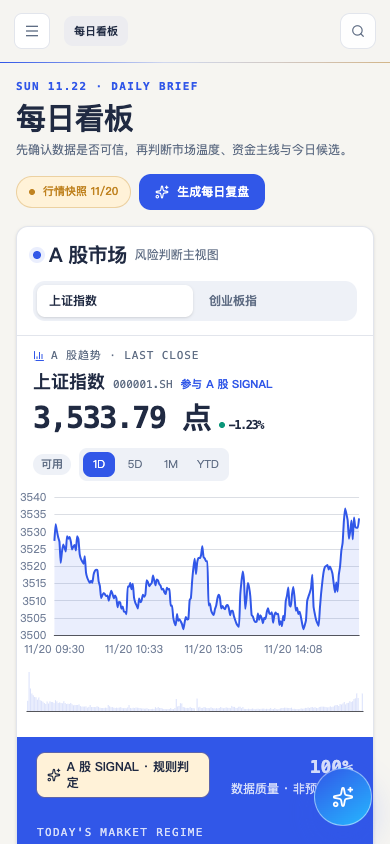 每日看板
SUN 11.22 · DAILY BRIEF
每日看板
先确认数据是否可信，再判断市场温度、资金主线与今日候选。
行情快照 11/20
生成每日复盘
A 股市场 风险判断主视图
上证指数 创业板指
A 股趋势 · LAST CLOSE
上证指数 000001.SH 参与 A 股 SIGNAL
3,533.79 点 −1.23%
可用 1D 5D 1M YTD
3540
3535
3530
3525
3520
3515
3510
3505
3500
11/20 09:30 11/20 10:33 11/20 13:05 11/20 14:08
A 股 SIGNAL · 规则判定
100%
数据质量 · 非预
TODAY'S MARKET REGIME